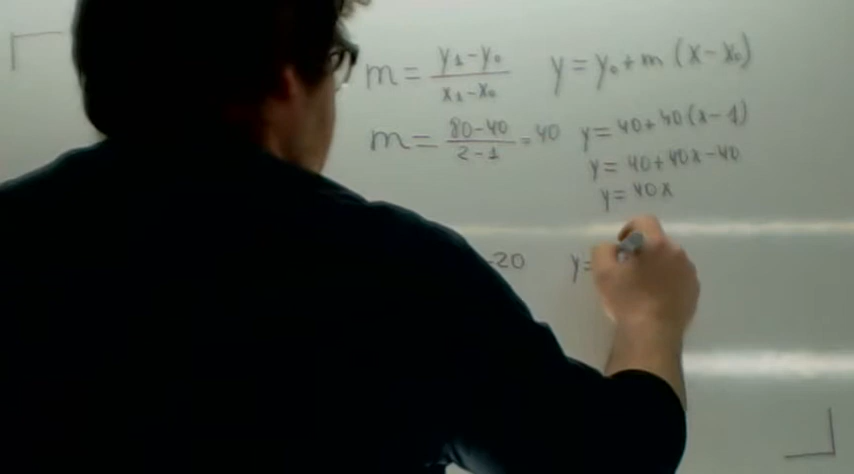 m = (y₁ - y₀)/(x₁ - x₀)  y = y₀ + m (x - x₀)
m = (80 - 40)/(2 - 1) = 40  y = 40 + 40(x - 1)
y = 40 + 40x - 40
y = 40x
-20  y=